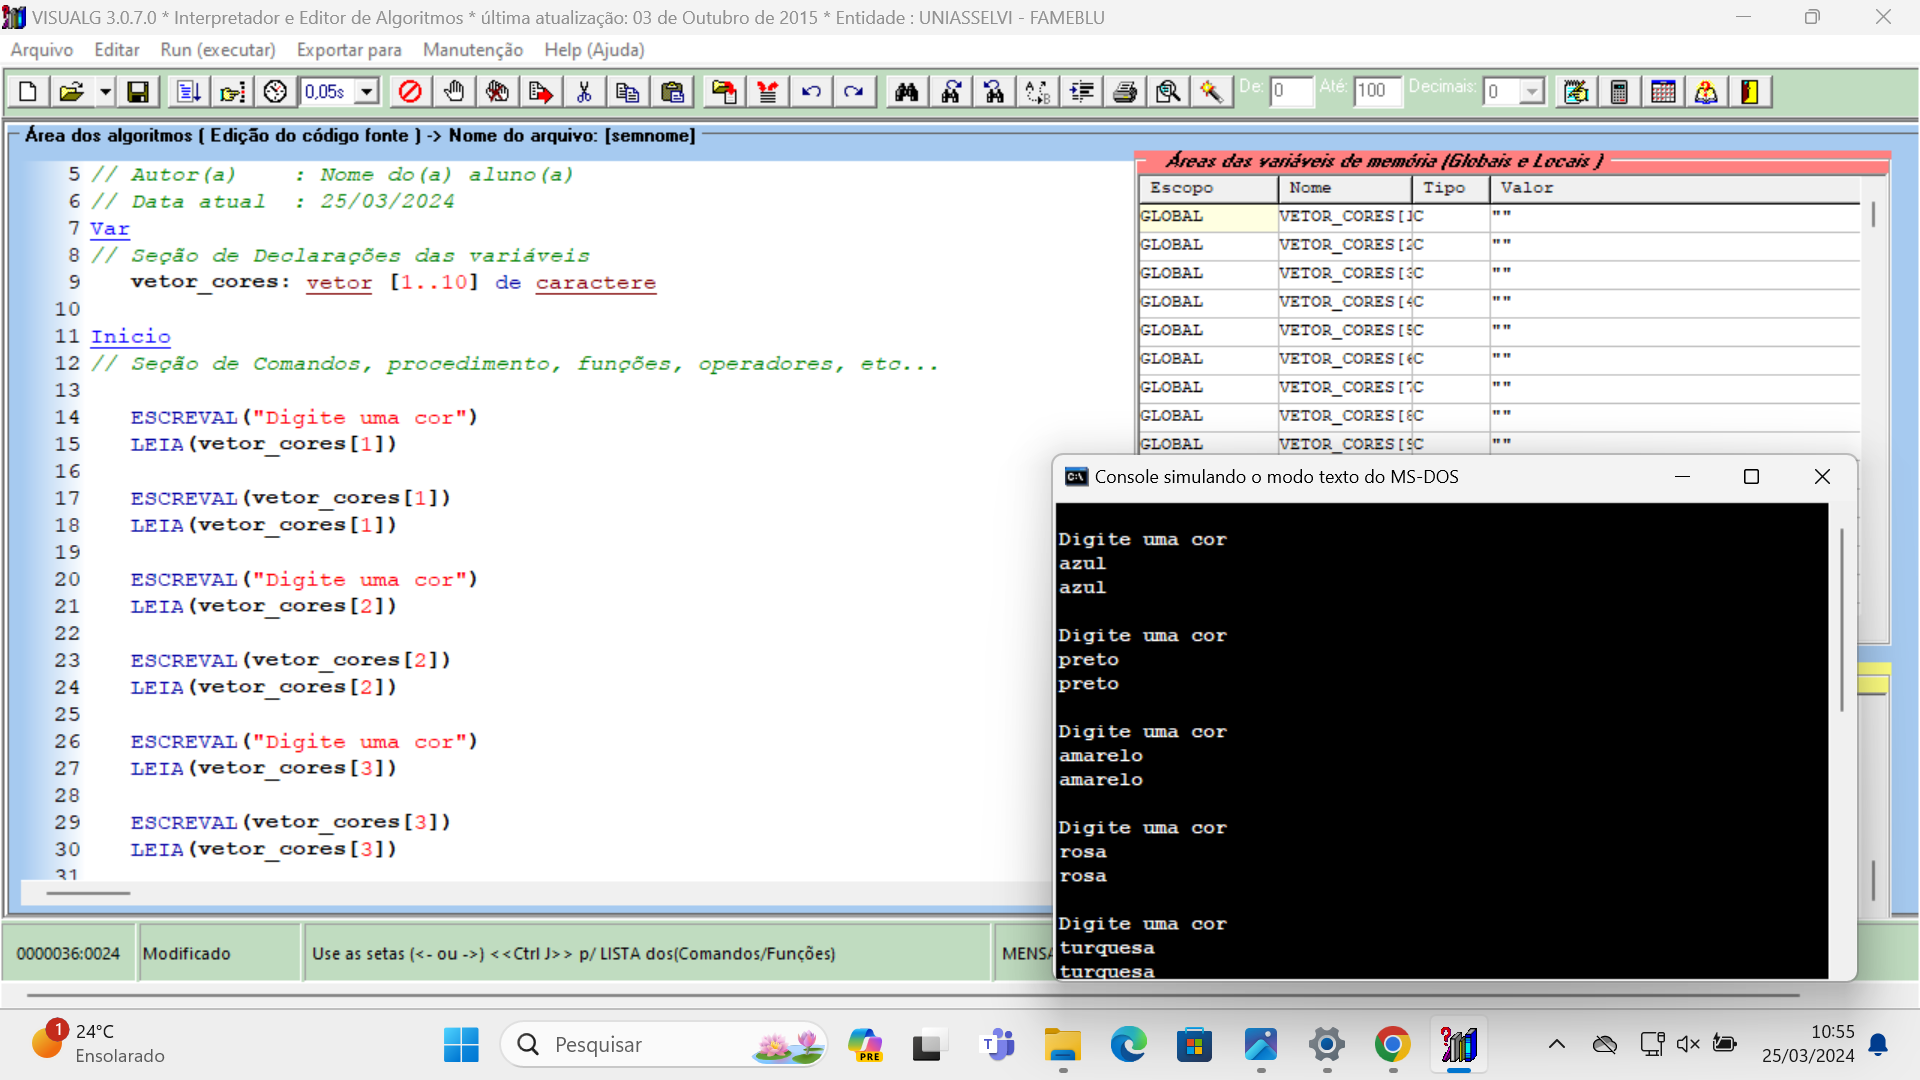 VISUALG 3.0.7.0 * Interpretador e Editor de Algoritmos * última atualização: 03 de Outubro de 2015 * Entidade : UNIASSELVI - FAMEBLU
Arquivo Editar Run (executar) Exportar para Manutenção Help (Ajuda)
0,05s De: 0 Até: 100 Decimais: 0
Área dos algoritmos ( Edição do código fonte ) -> Nome do arquivo: [semnome]
5 // Autor(a) : Nome do(a) aluno(a)
6 // Data atual : 25/03/2024
7 Var
8 // Seção de Declarações das variáveis
9 vetor_cores: vetor [1..10] de caractere
10
11 Inicio
12 // Seção de Comandos, procedimento, funções, operadores, etc...
13
14 ESCREVAL("Digite uma cor")
15 LEIA(vetor_cores[1])
16
17 ESCREVAL(vetor_cores[1])
18 LEIA(vetor_cores[1])
19
20 ESCREVAL("Digite uma cor")
21 LEIA(vetor_cores[2])
22
23 ESCREVAL(vetor_cores[2])
24 LEIA(vetor_cores[2])
25
26 ESCREVAL("Digite uma cor")
27 LEIA(vetor_cores[3])
28
29 ESCREVAL(vetor_cores[3])
30 LEIA(vetor_cores[3])
31
Áreas das variáveis de memória (Globais e Locais )
Escopo Nome Tipo Valor
GLOBAL VETOR_CORES[1 C ""
GLOBAL VETOR_CORES[2 C ""
GLOBAL VETOR_CORES[3 C ""
GLOBAL VETOR_CORES[4 C ""
GLOBAL VETOR_CORES[5 C ""
GLOBAL VETOR_CORES[6 C ""
GLOBAL VETOR_CORES[7 C ""
GLOBAL VETOR_CORES[8 C ""
GLOBAL VETOR_CORES[9 C ""
Console simulando o modo texto do MS-DOS
Digite uma cor
azul
azul
Digite uma cor
preto
preto
Digite uma cor
amarelo
amarelo
Digite uma cor
rosa
rosa
Digite uma cor
turquesa
turquesa
0000036:0024 Modificado Use as setas (<- ou ->) <<Ctrl J>> p/ LISTA dos(Comandos/Funções) MENSA
1 24°C
Ensolarado
Pesquisar
PRE
10:55
25/03/2024